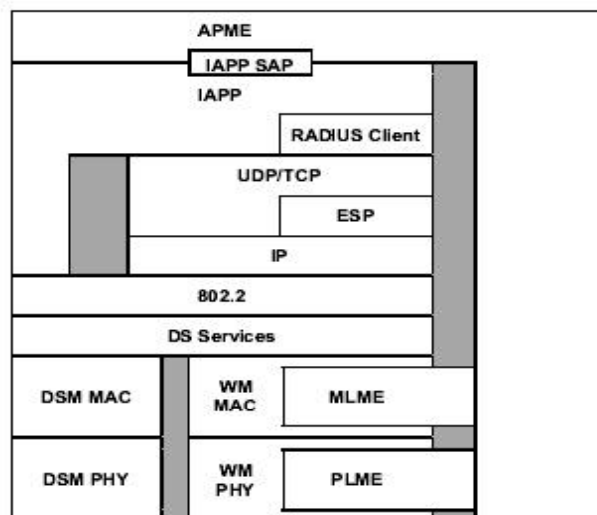 APME
IAPP SAP
IAPP
RADIUS Client
UDP/TCP
ESP
IP
802.2
DS Services
DSM MAC
WM
MAC
MLME
DSM PHY
WM
PHY
PLME